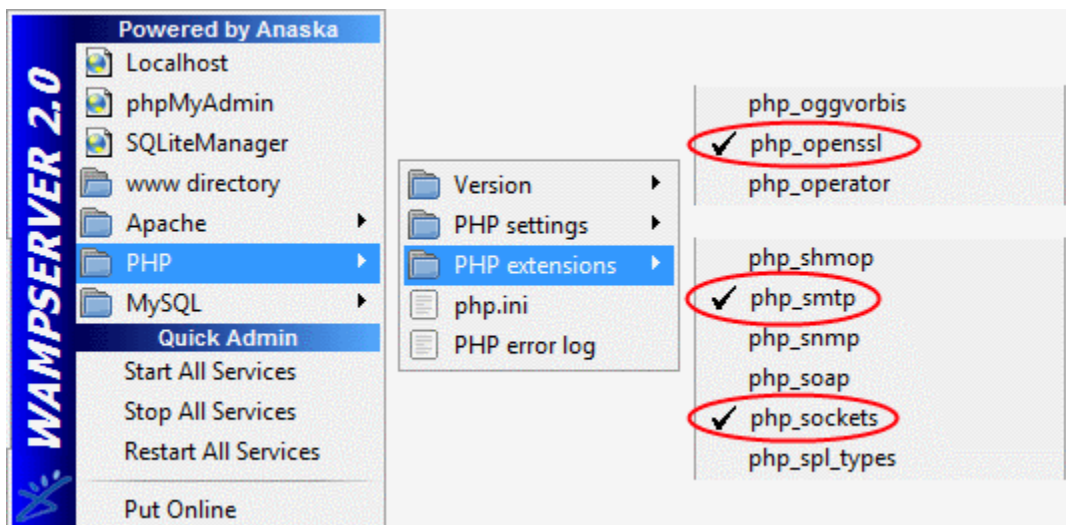 WAMPSERVER 2.0
Powered by Anaska
Localhost
phpMyAdmin
SQLiteManager
www directory
Apache
PHP
MySQL
Quick Admin
Start All Services
Stop All Services
Restart All Services
Put Online
Version
PHP settings
PHP extensions
php.ini
PHP error log
php_oggvorbis
php_openssl
php_operator
php_shmop
php_smtp
php_snmp
php_soap
php_sockets
php_spl_types